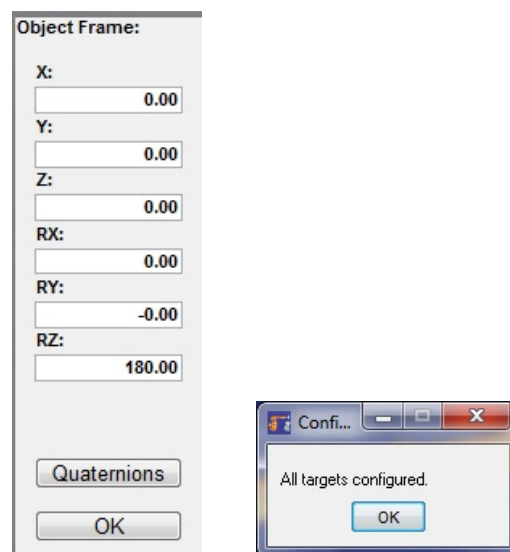 Object Frame:
X:
0.00
Y:
0.00
Z:
0.00
RX:
0.00
RY:
-0.00
RZ:
180.00
Quaternions
OK
Confi...
All targets configured.
OK